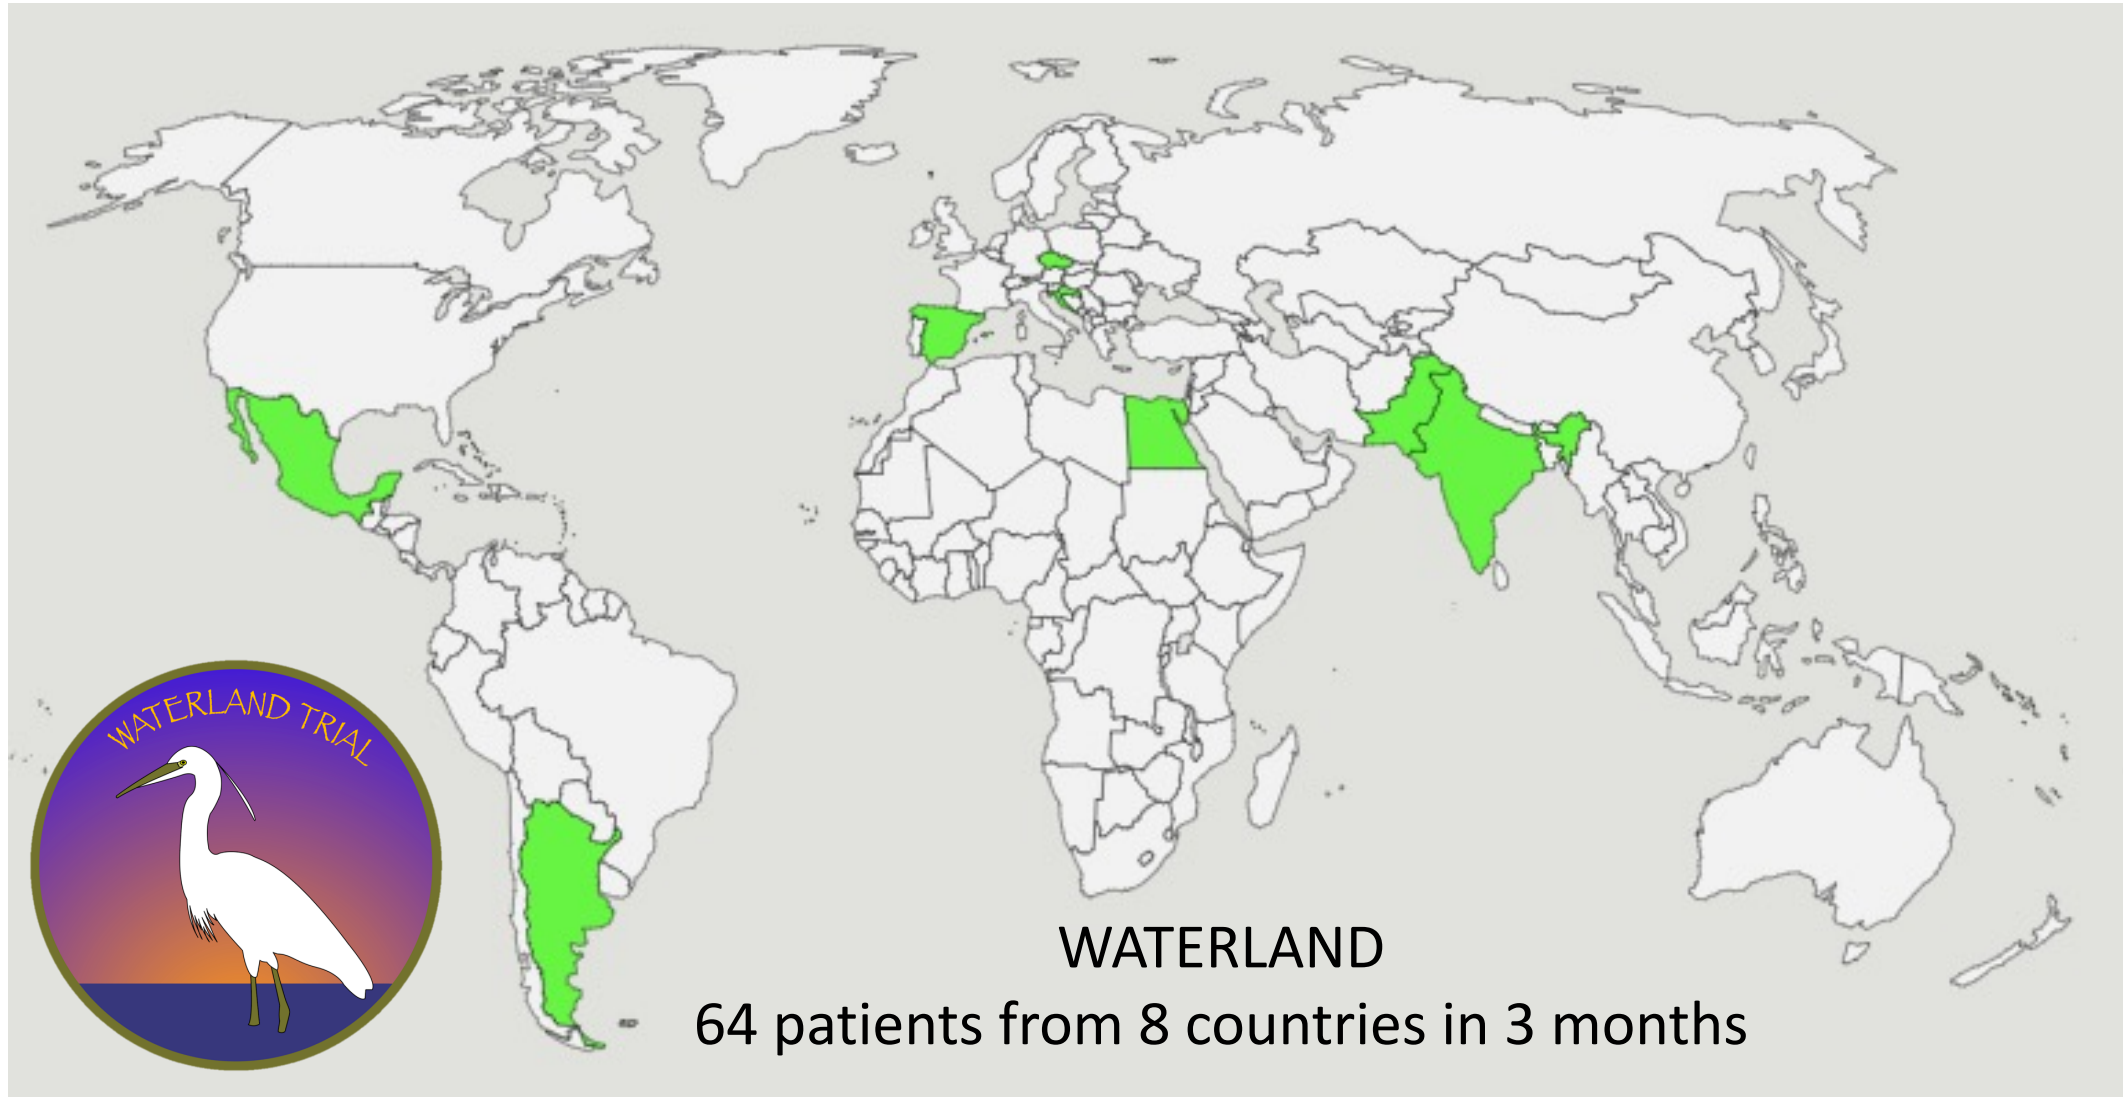 WATERLAND TRIAL
WATERLAND
64 patients from 8 countries in 3 months